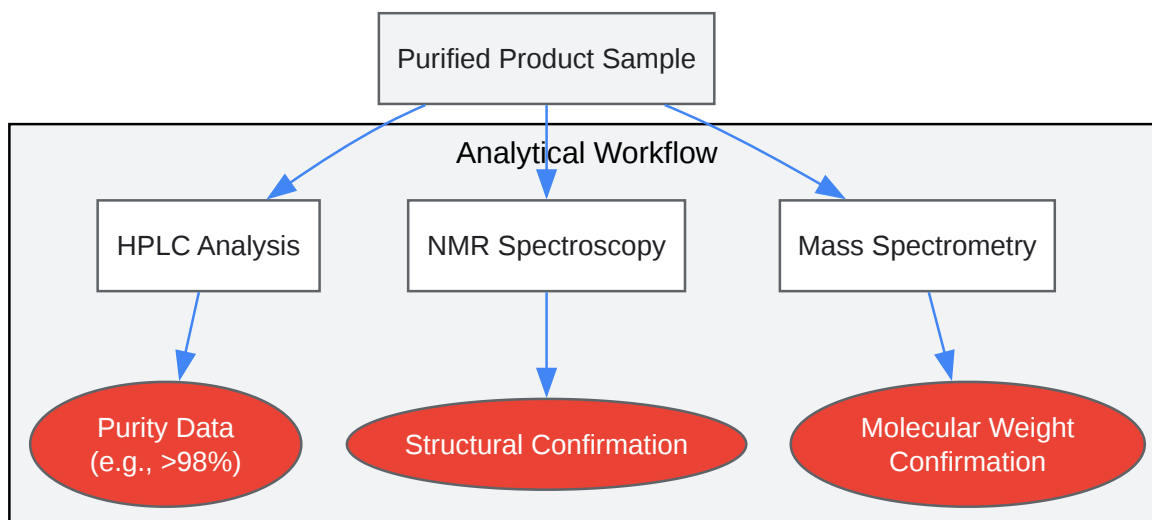 Purified Product Sample
Analytical Workflow
HPLC Analysis
NMR Spectroscopy
Mass Spectrometry
Purity Data
(e.g., >98%)
Structural Confirmation
Molecular Weight
Confirmation